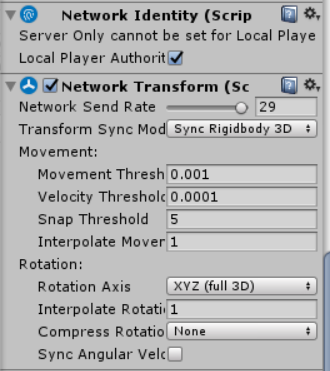 Network Identity (Scrip
Server Only cannot be set for Local Playe
Local Player Authorit
Network Transform (Sc
Network Send Rate 29
Transform Sync Mod Sync Rigidbody 3D
Movement:
Movement Thresh 0.001
Velocity Threshold 0.0001
Snap Threshold 5
Interpolate Mover 1
Rotation:
Rotation Axis XYZ (full 3D)
Interpolate Rotati 1
Compress Rotatio None
Sync Angular Velc